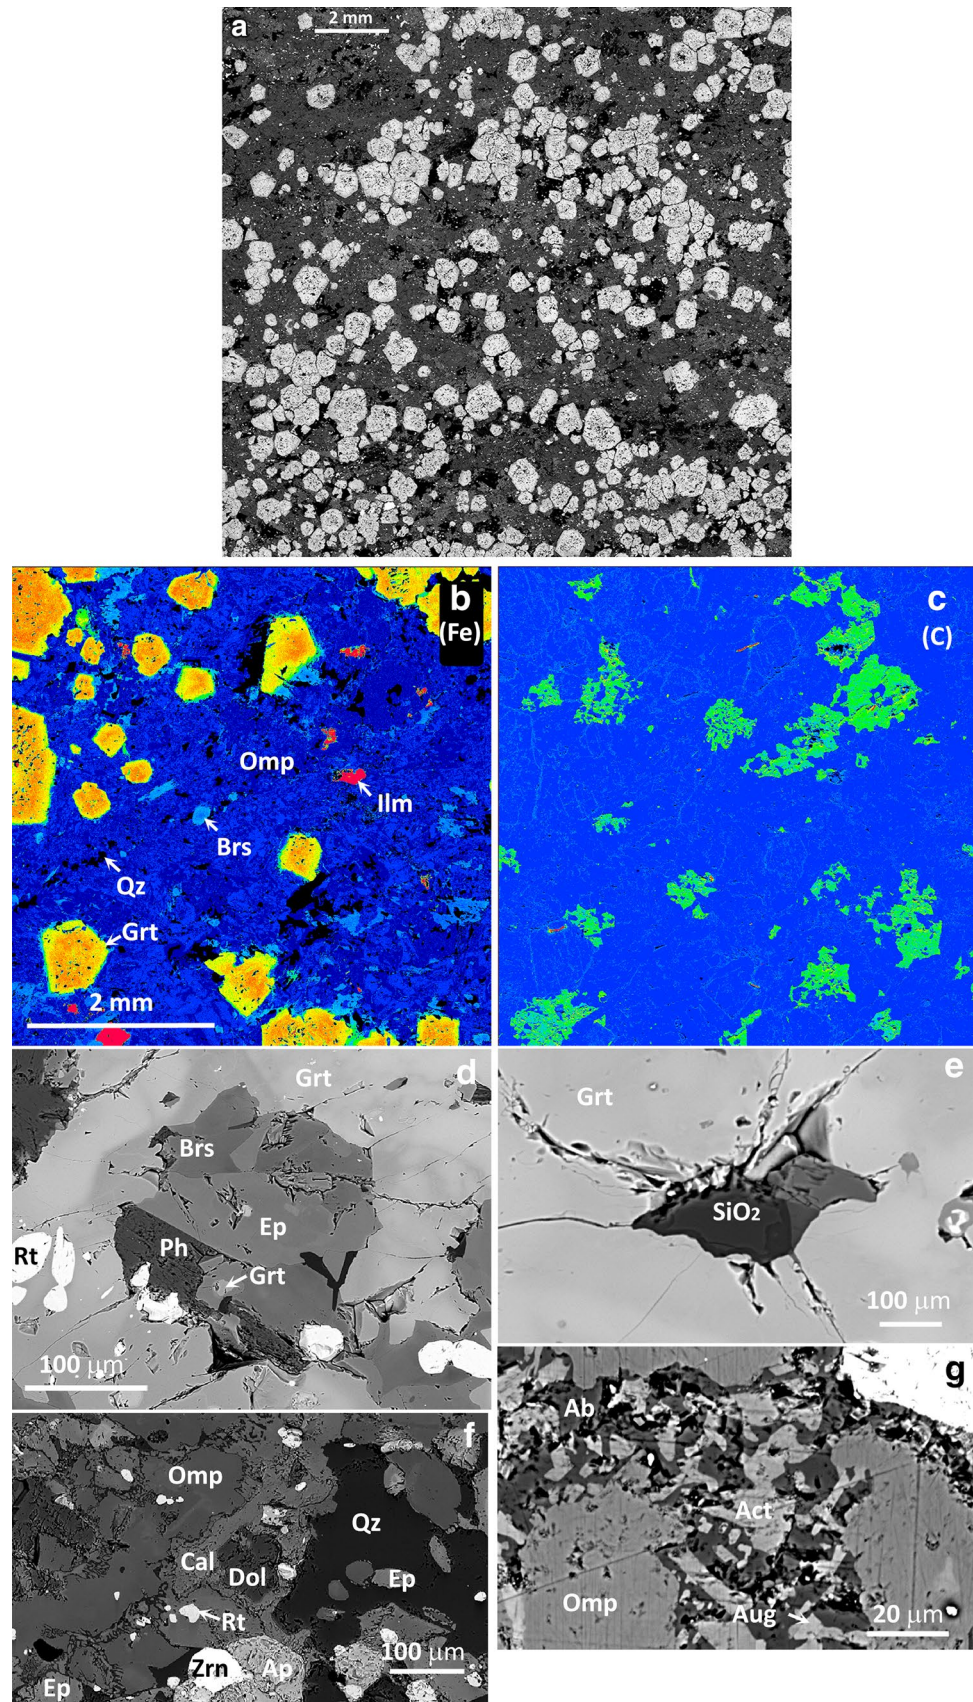 a
2 mm
b
(Fe)
Omp
Ilm
Brs
Qz
Grt
2 mm
c
(C)
d
Grt
Brs
Ep
Ph
Rt
Grt
100 μm
e
Grt
SiO₂
100 μm
f
Omp
Qz
Cal
Dol
Ep
Rt
Zrn
Ap
Ep
100 μm
g
Ab
Act
Omp
Aug
20 μm